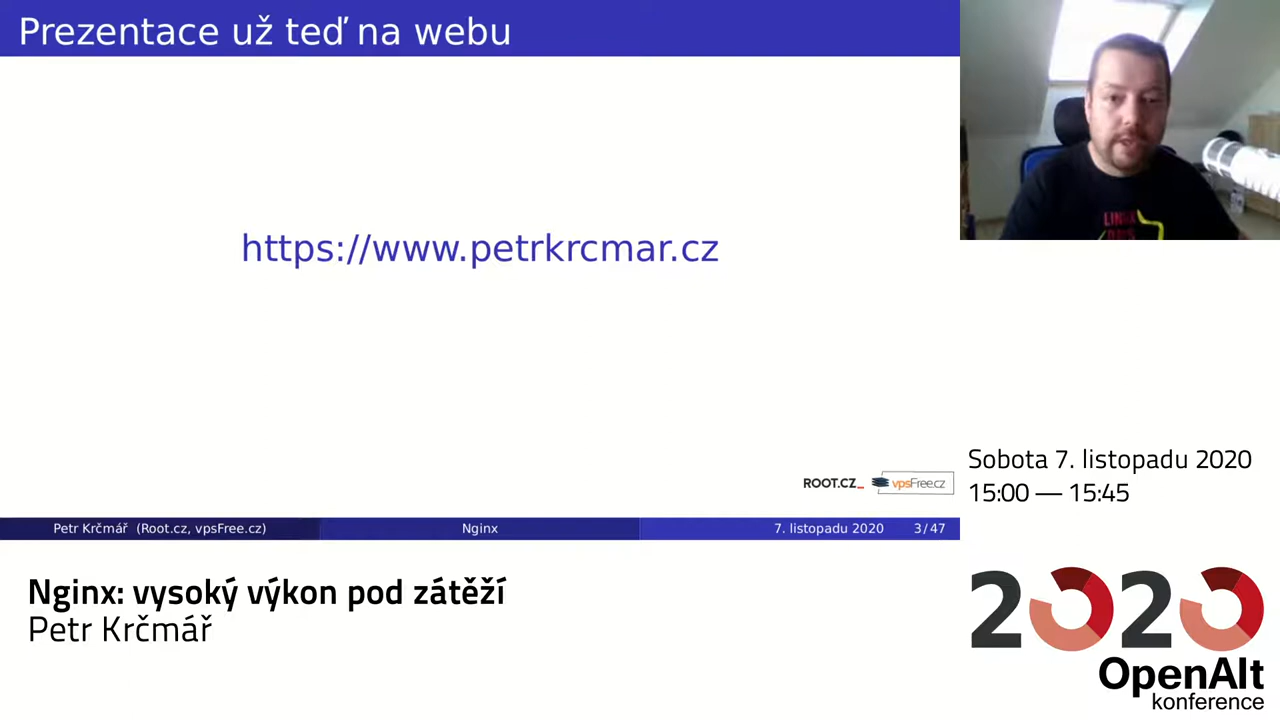 Prezentace už teď na webu
https://www.petrkrcmar.cz
ROOT.CZ_
vpsFree.cz
Petr Krčmář (Root.cz, vpsFree.cz)
Nginx
7. listopadu 2020
3/47
LINUX
DAYS
Sobota 7. listopadu 2020
15:00 — 15:45
Nginx: vysoký výkon pod zátěží
Petr Krčmář
2020
OpenAlt
konference